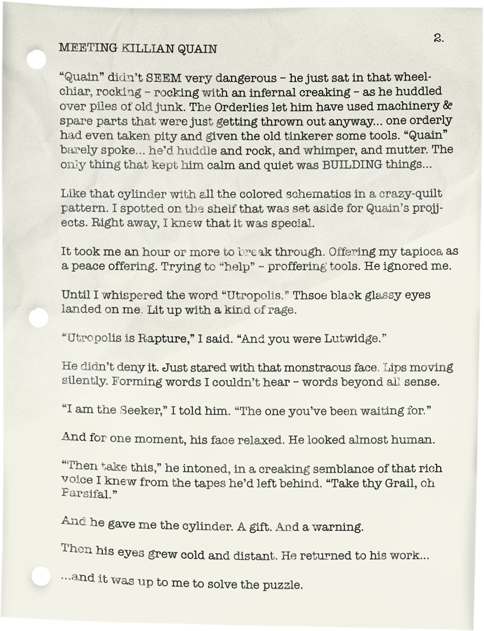 2.
MEETING KILLIAN QUAIN
“Quain” didn’t SEEM very dangerous – he just sat in that wheel-
chiar, rocking – rocking with an infernal creaking – as he huddled
over piles of old junk. The Orderlies let him have used machinery &
spare parts that were just getting thrown out anyway... one orderly
had even taken pity and given the old tinkerer some tools. “Quain”
barely spoke... he’d huddle and rock, and whimper, and mutter. The
only thing that kept him calm and quiet was BUILDING things...
Like that cylinder with all the colored schematics in a crazy-quilt
pattern. I spotted on the shelf that was set aside for Quain’s projj-
ects. Right away, I knew that it was special.
It took me an hour or more to break through. Offering my tapioca as
a peace offering. Trying to “help” – proffering tools. He ignored me.
Until I whispered the word “Utropolis.” Thsoe black glassy eyes
landed on me. Lit up with a kind of rage.
“Utropolis is Rapture,” I said. “And you were Lutwidge.”
He didn’t deny it. Just stared with that monstraous face. Lips moving
silently. Forming words I couldn’t hear – words beyond all sense.
“I am the Seeker,” I told him. “The one you’ve been waiting for.”
And for one moment, his face relaxed. He looked almost human.
“‘Then take this,” he intoned, in a creaking semblance of that rich
voice I knew from the tapes he’d left behind. “Take thy Grail, oh
Farsifal.”
And he gave me the cylinder. A gift. And a warning.
Then his eyes grew cold and distant. He returned to his work...
...and it was up to me to solve the puzzle.